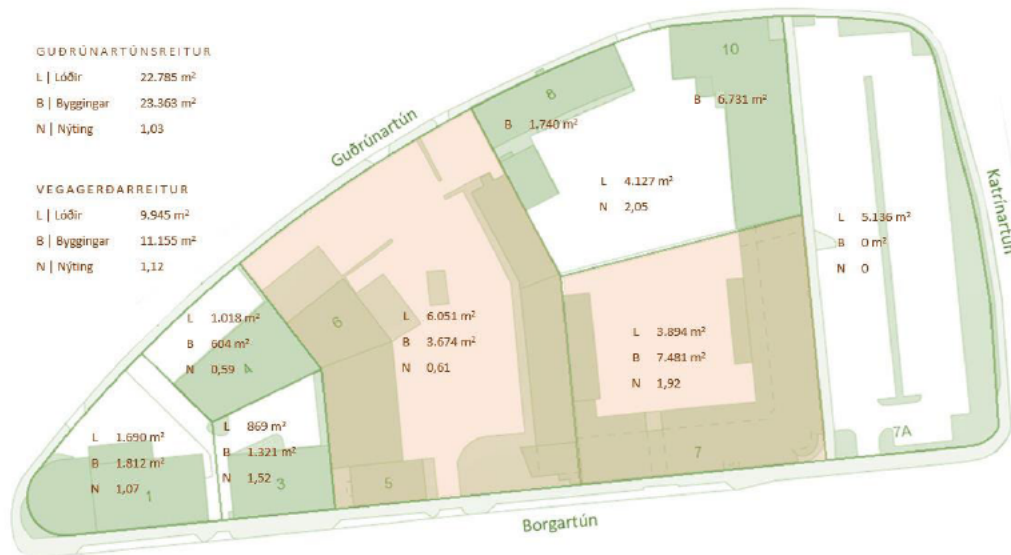 GUÐRÚNARTÚNSREITUR
L | Lóðir 22.785 m²
B | Byggingar 23.363 m²
N | Nýting 1,03
VEGAGERÐARREITUR
L | Lóðir 9.945 m²
B | Byggingar 11.155 m²
N | Nýting 1,12
Guðrúnartún
Katrínartún
Borgartún
8
B 1.740 m²
10
B 6.731 m²
L 4.127 m²
N 2,05
L 5.136 m²
B 0 m²
N 0
7A
L 1.018 m²
B 604 m²
N 0,59
4
6
L 6.051 m²
B 3.674 m²
N 0,61
5
L 3.894 m²
B 7.481 m²
N 1,92
7
L 1.690 m²
B 1.812 m²
N 1,07
1
L 869 m²
B 1.321 m²
N 1,52
3